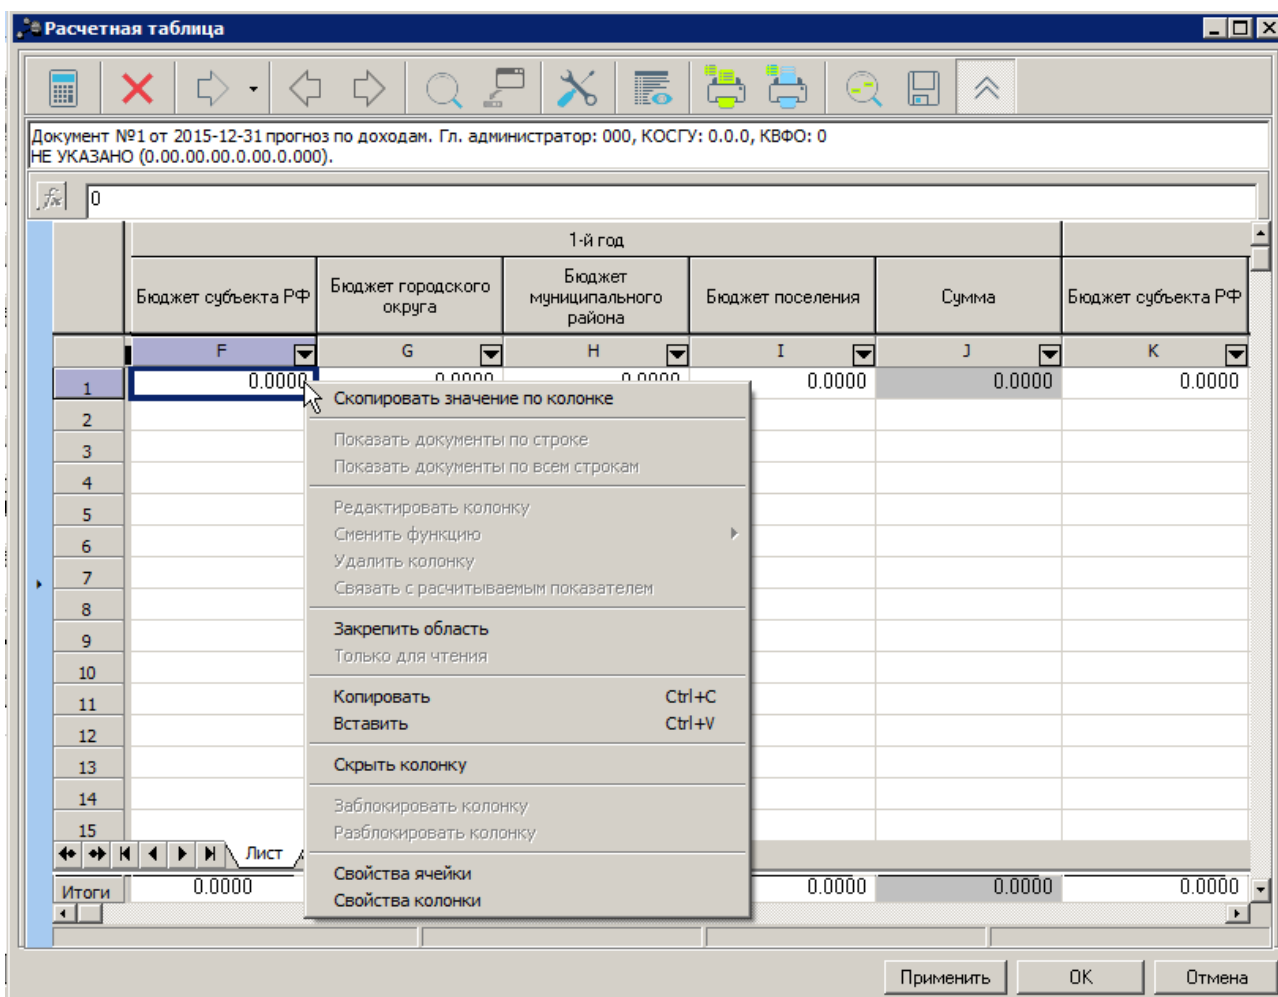 Расчетная таблица
Документ №1 от 2015-12-31 прогноз по доходам. Гл. администратор: 000, КОСГУ: 0.0.0, КВФО: 0
НЕ УКАЗАНО (0.00.00.00.0.00.0.000).
fx 0
1-й год
Бюджет субъекта РФ
Бюджет городского
округа
Бюджет
муниципального
района
Бюджет поселения
Сумма
Бюджет субъекта РФ
F G H I J K
1 0.0000 0.0000 0.0000 0.0000 0.0000 0.0000
2
3
4
5
6
7
8
9
10
11
12
13
14
15
Скопировать значение по колонке
Показать документы по строке
Показать документы по всем строкам
Редактировать колонку
Сменить функцию
Удалить колонку
Связать с расчитываемым показателем
Закрепить область
Только для чтения
Копировать Ctrl+C
Вставить Ctrl+V
Скрыть колонку
Заблокировать колонку
Разблокировать колонку
Свойства ячейки
Свойства колонки
Лист
Итоги 0.0000 0.0000 0.0000 0.0000
Применить OK Отмена